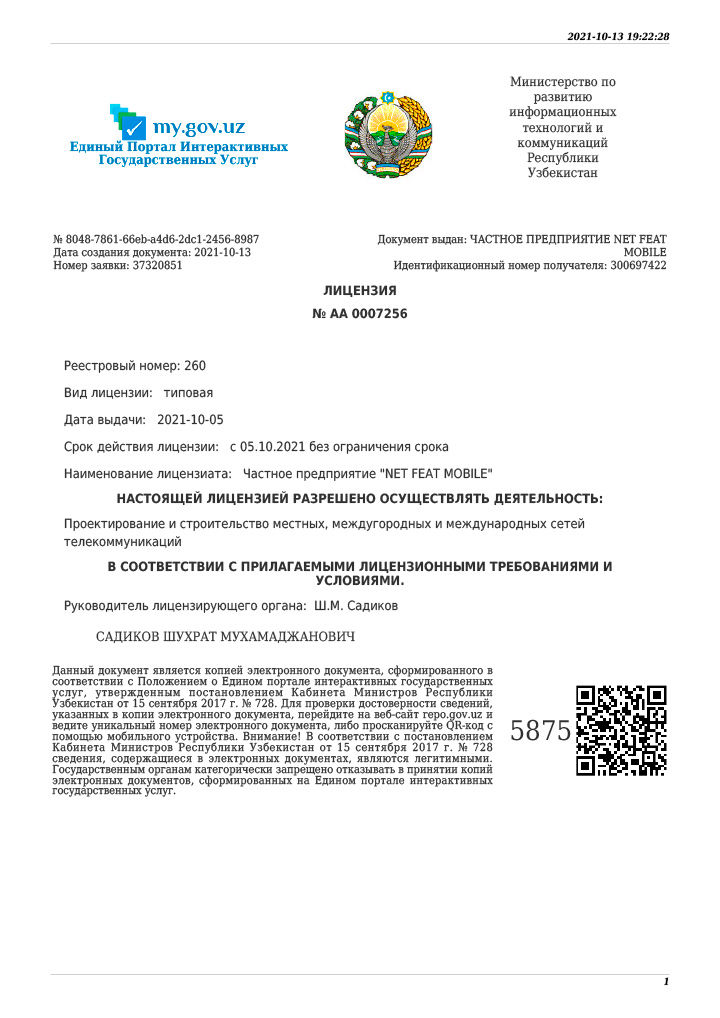 2021-10-13 19:22:28
my.gov.uz
Единый Портал Интерактивных
Государственных Услуг
Министерство по
развитию
информационных
технологий и
коммуникаций
Республики
Узбекистан
№ 8048-7861-66eb-a4d6-2dc1-2456-8987
Дата создания документа: 2021-10-13
Номер заявки: 37320851
Документ выдан: ЧАСТНОЕ ПРЕДПРИЯТИЕ NET FEAT
MOBILE
Идентификационный номер получателя: 300697422
ЛИЦЕНЗИЯ
№ AA 0007256
Реестровый номер: 260
Вид лицензии: типовая
Дата выдачи: 2021-10-05
Срок действия лицензии: с 05.10.2021 без ограничения срока
Наименование лицензиата: Частное предприятие "NET FEAT MOBILE"
НАСТОЯЩЕЙ ЛИЦЕНЗИЕЙ РАЗРЕШЕНО ОСУЩЕСТВЛЯТЬ ДЕЯТЕЛЬНОСТЬ:
Проектирование и строительство местных, междугородных и международных сетей
телекоммуникаций
В СООТВЕТСТВИИ С ПРИЛАГАЕМЫМИ ЛИЦЕНЗИОННЫМИ ТРЕБОВАНИЯМИ И
УСЛОВИЯМИ.
Руководитель лицензирующего органа: Ш.М. Садиков
САДИКОВ ШУХРАТ МУХАМАДЖАНОВИЧ
Данный документ является копией электронного документа, сформированного в
соответствии с Положением о Едином портале интерактивных государственных
услуг, утвержденным постановлением Кабинета Министров Республики
Узбекистан от 15 сентября 2017 г. № 728. Для проверки достоверности сведений,
указанных в копии электронного документа, перейдите на веб-сайт repo.gov.uz и
ведите уникальный номер электронного документа, либо просканируйте QR-код с
помощью мобильного устройства. Внимание! В соответствии с постановлением
Кабинета Министров Республики Узбекистан от 15 сентября 2017 г. № 728
сведения, содержащиеся в электронных документах, являются легитимными.
Государственным органам категорически запрещено отказывать в принятии копий
электронных документов, сформированных на Едином портале интерактивных
государственных услуг.
5875
1